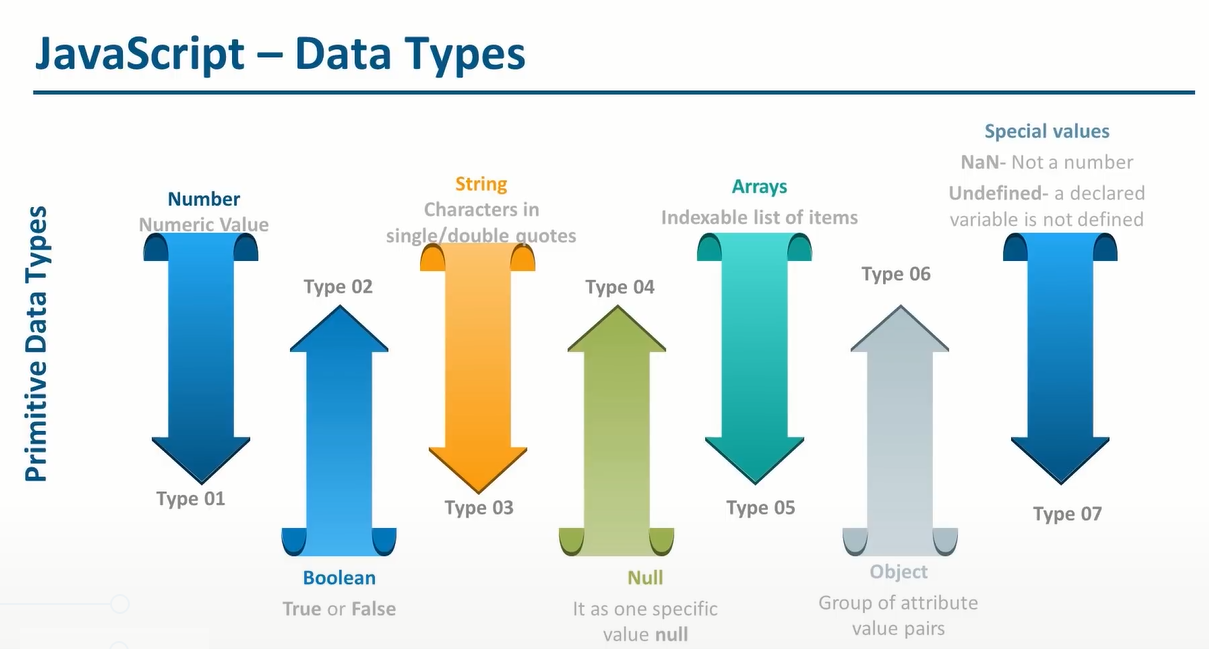 JavaScript – Data Types
Primitive Data Types
Number
Numeric Value
Type 01
Type 02
Boolean
True or False
String
Characters in
single/double quotes
Type 03
Type 04
Null
It as one specific
value null
Arrays
Indexable list of items
Type 05
Type 06
Object
Group of attribute
value pairs
Special values
NaN- Not a number
Undefined- a declared
variable is not defined
Type 07